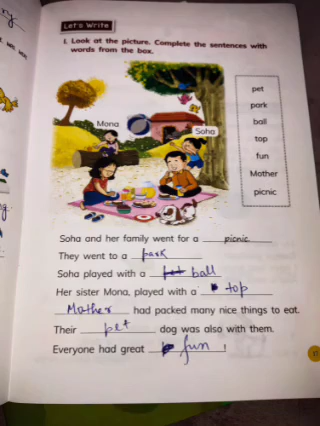 Let's Write
I. Look at the picture. Complete the sentences with
words from the box.
Mona
Soha
pet
park
ball
top
fun
Mother
picnic
Soha and her family went for a picnic
They went to a park
Soha played with a pet ball
Her sister Mona, played with a top
Mother had packed many nice things to eat.
Their pet dog was also with them.
Everyone had great fun